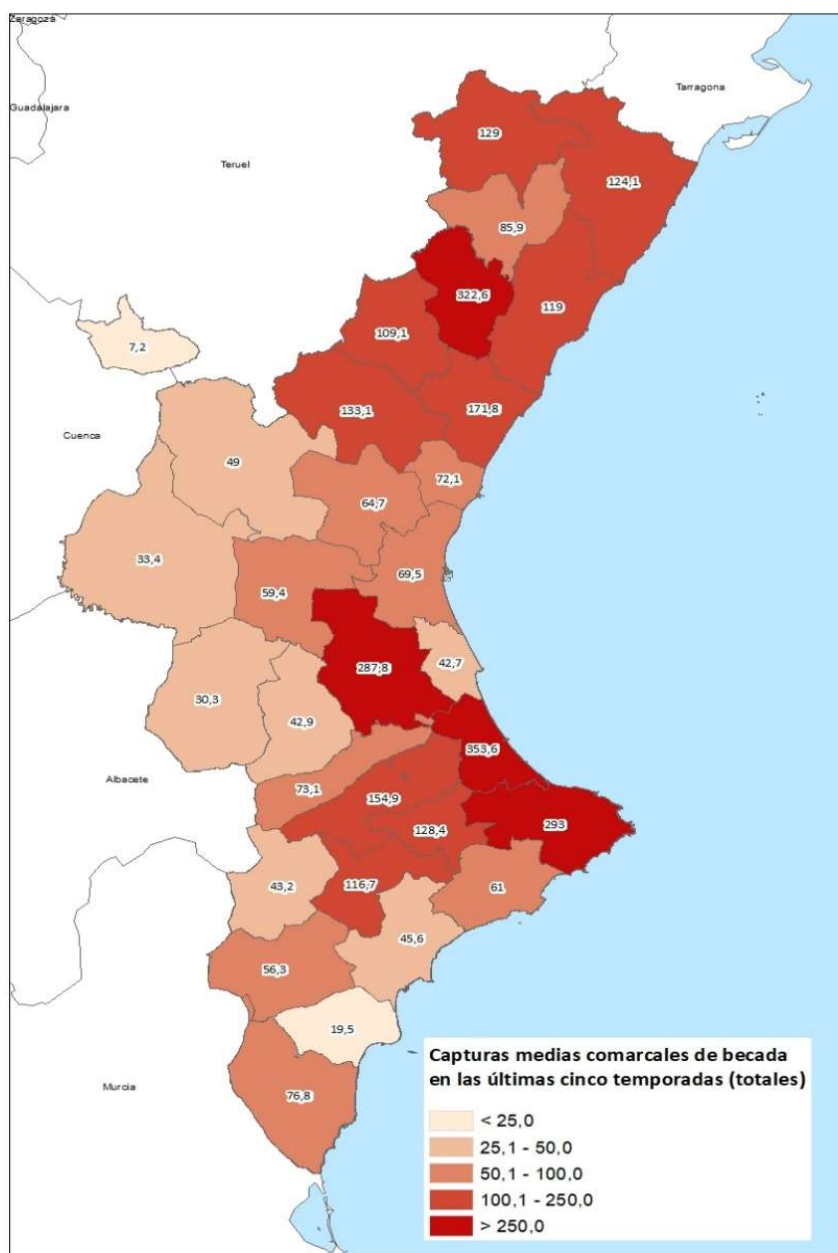 Zaragoza
Tarragona
Guadalajara
129
Teruel
124,1
85,9
322,6
119
109,1
7,2
133,1
171,8
Cuenca
49
72,1
64,7
33,4
69,5
59,4
287,8
42,7
30,3
42,9
353,6
Albacete
73,1
154,9
293
128,4
43,2
116,7
61
45,6
56,3
19,5
Murcia
76,8
Capturas medias comarcales de becada
en las últimas cinco temporadas (totales)
< 25,0
25,1 - 50,0
50,1 - 100,0
100,1 - 250,0
> 250,0